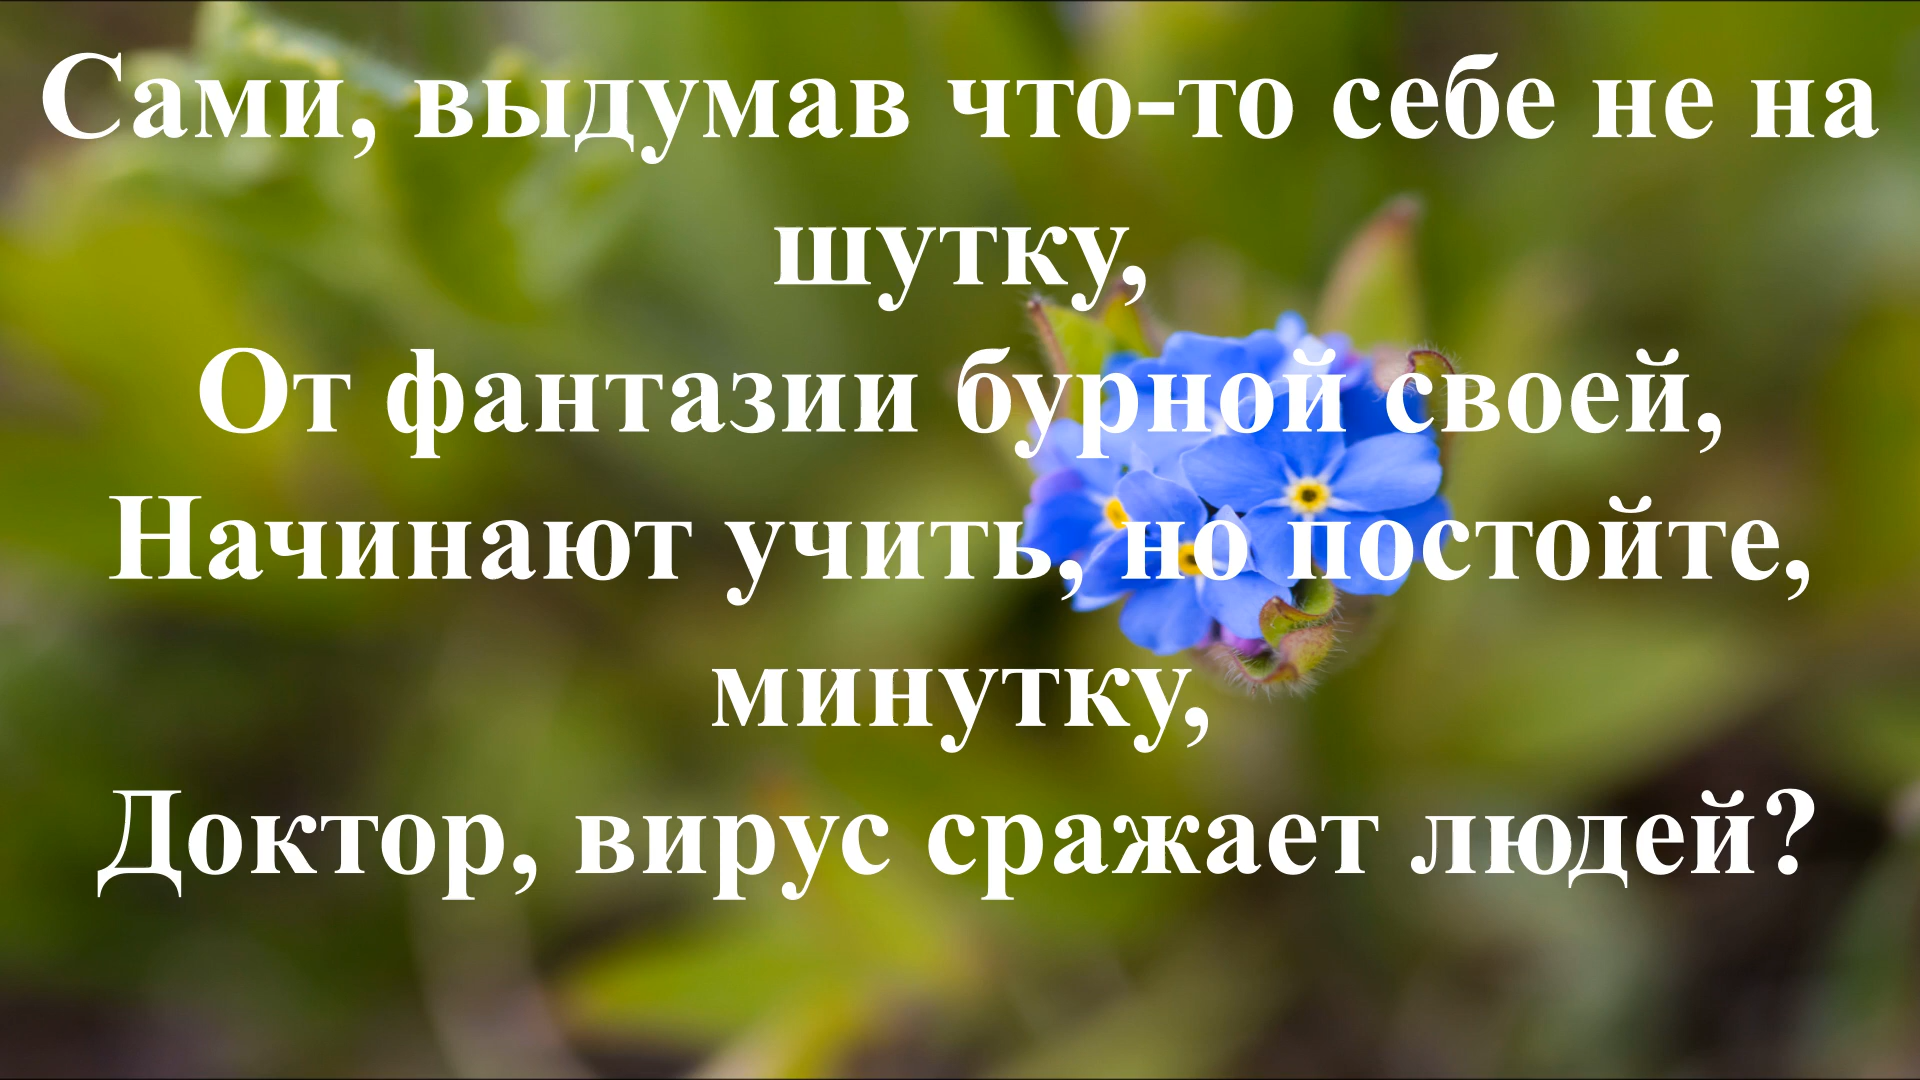 Сами, выдумав что-то себе не на
шутку,
От фантазии бурной своей,
Начинают учить, но постойте,
минутку,
Доктор, вирус сражает людей?